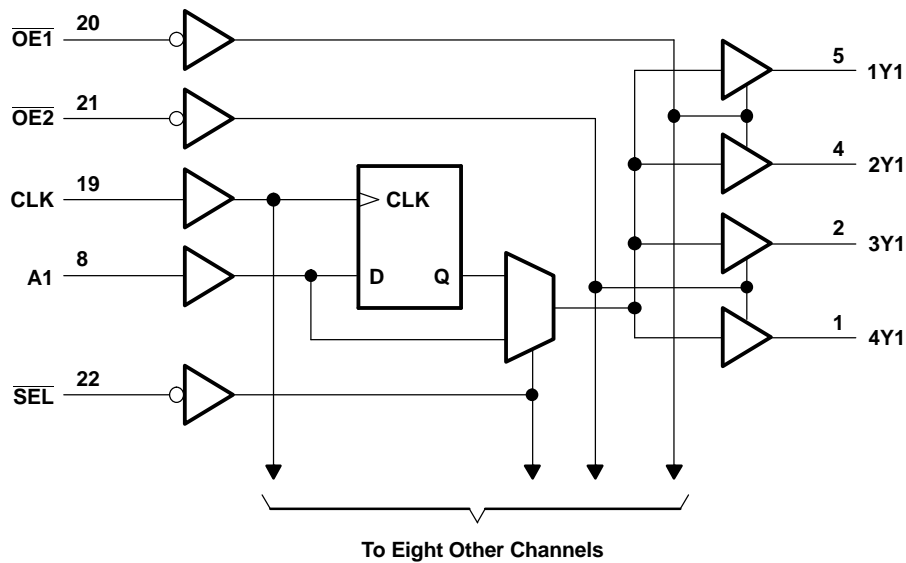 OE1 20
OE2 21
CLK 19
A1 8
SEL 22
CLK
D Q
5 1Y1
4 2Y1
2 3Y1
1 4Y1
To Eight Other Channels